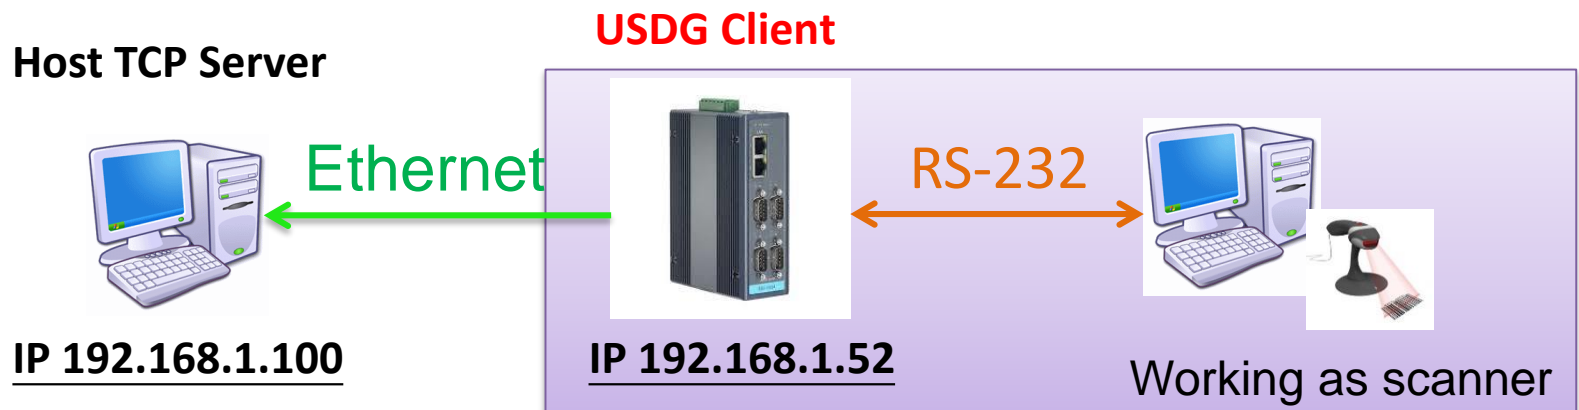 USDG Client
Host TCP Server
Ethernet
RS-232
IP 192.168.1.100
IP 192.168.1.52
Working as scanner